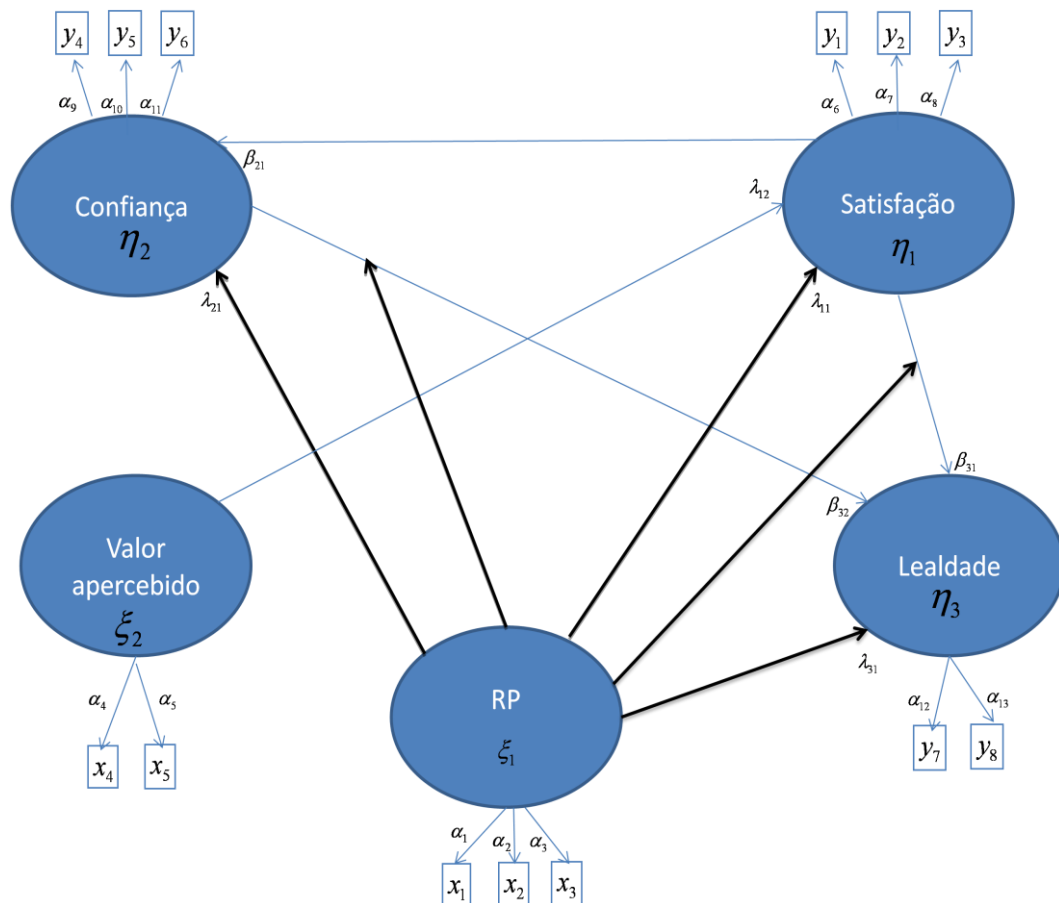 y₄ y₅ y₆
y₁ y₂ y₃
α₉ α₁₀ α₁₁
α₆ α₇ α₈
β₂₁
λ₁₂
Confiança
η₂
Satisfação
η₁
λ₂₁
λ₁₁
β₃₁
β₃₂
Valor
apercebido
ξ₂
Lealdade
η₃
λ₃₁
RP
ξ₁
α₄ α₅
α₁₂ α₁₃
x₄ x₅
y₇ y₈
α₁ α₂ α₃
x₁ x₂ x₃